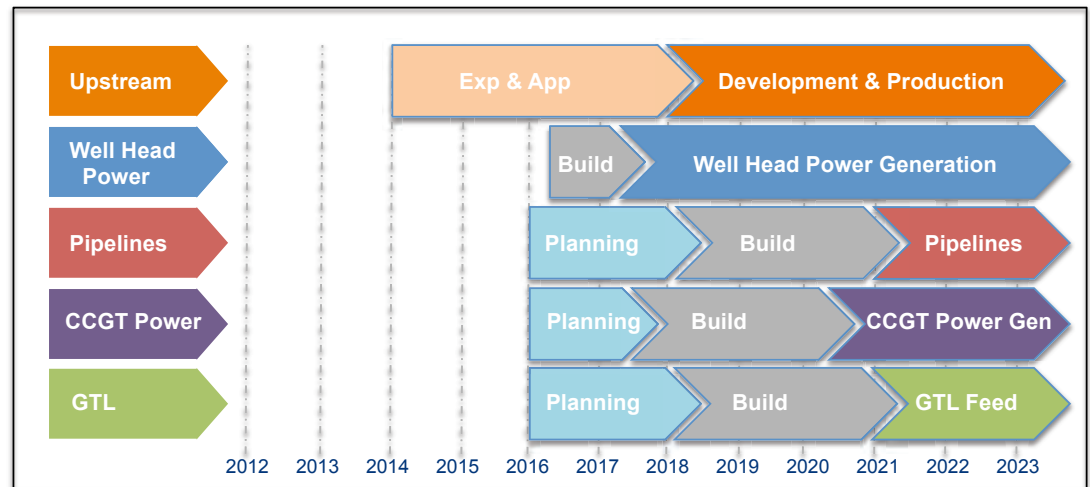 Upstream
Exp & App
Development & Production
Well Head
Power
Build
Well Head Power Generation
Pipelines
Planning
Build
Pipelines
CCGT Power
Planning
Build
CCGT Power Gen
GTL
Planning
Build
GTL Feed
2012 2013 2014 2015 2016 2017 2018 2019 2020 2021 2022 2023